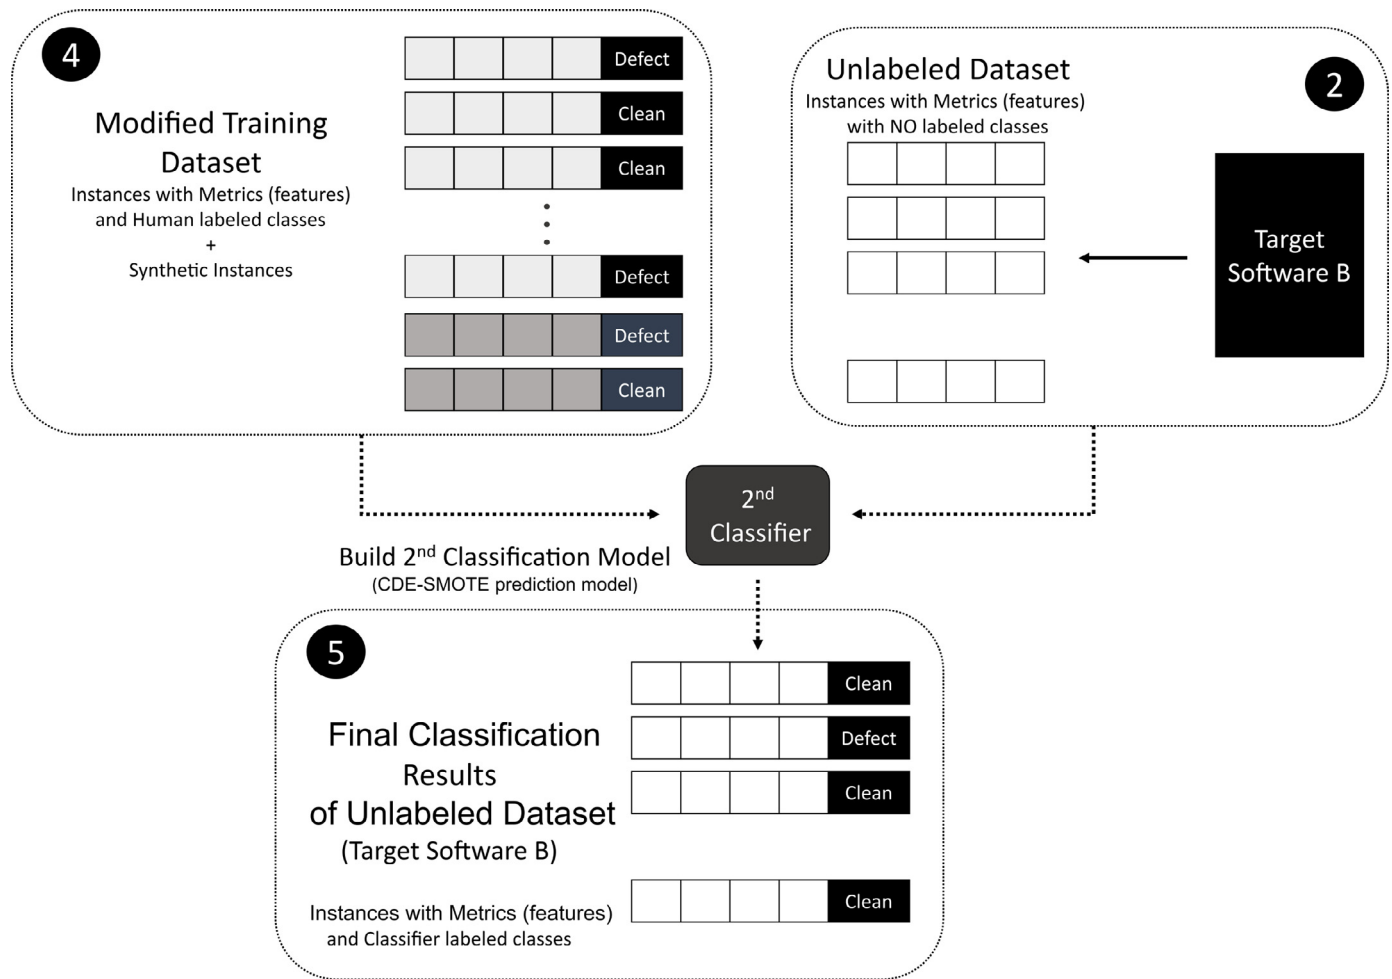 4
Modified Training
Dataset
Instances with Metrics (features)
and Human labeled classes
+
Synthetic Instances
Defect
Clean
Clean
Defect
Defect
Clean
Unlabeled Dataset
Instances with Metrics (features)
with NO labeled classes
2
Target
Software B
2nd
Classifier
Build 2nd Classification Model
(CDE-SMOTE prediction model)
5
Final Classification
Results
of Unlabeled Dataset
(Target Software B)
Instances with Metrics (features)
and Classifier labeled classes
Clean
Defect
Clean
Clean